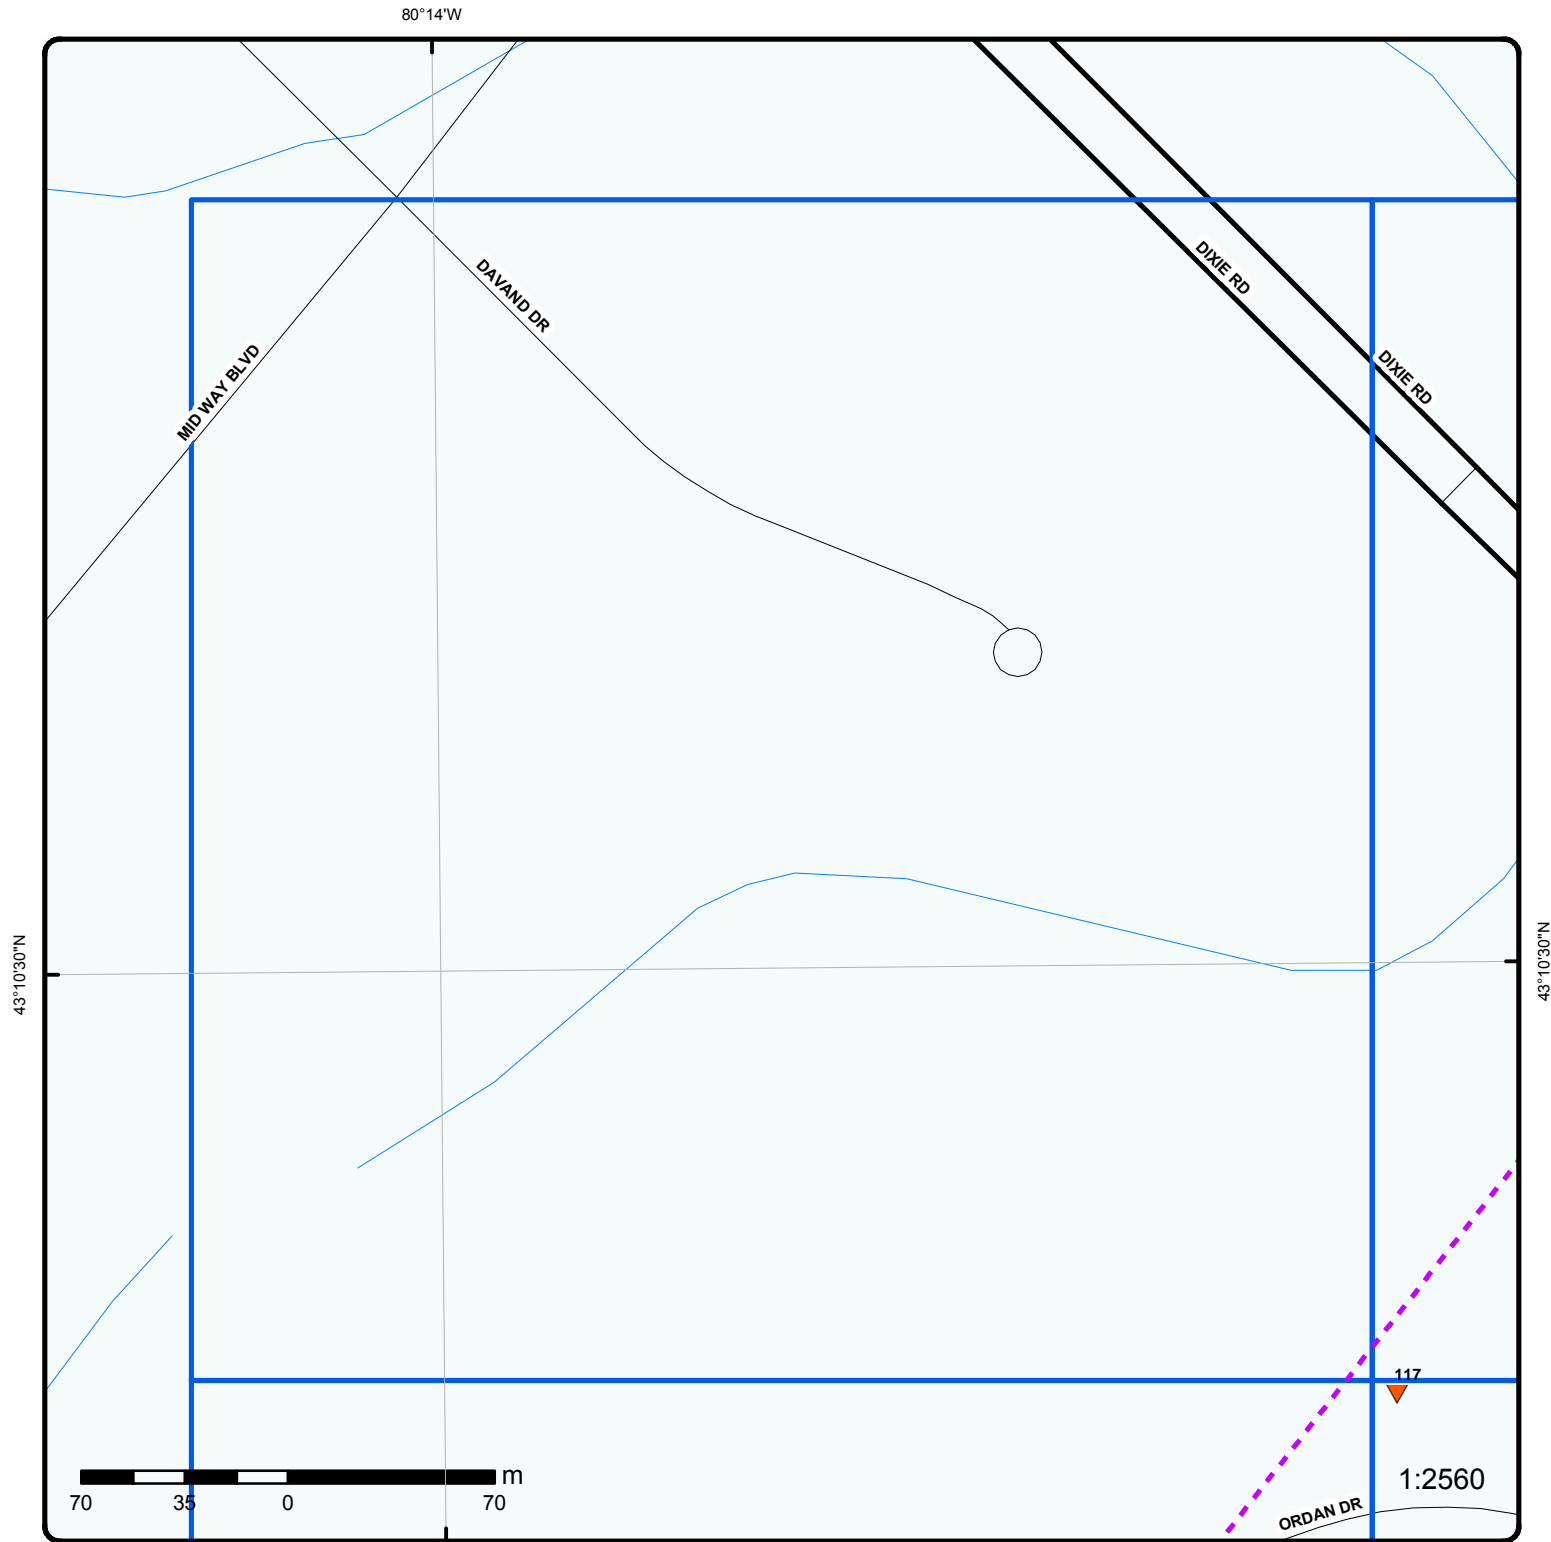 80°14'W
DIXIE RD
DAVAND DR
MID WAY BLVD
DIXIE RD
43°10'30"N
43°10'30"N
117
m
1:2560
70 35 0 70
ORDAN DR